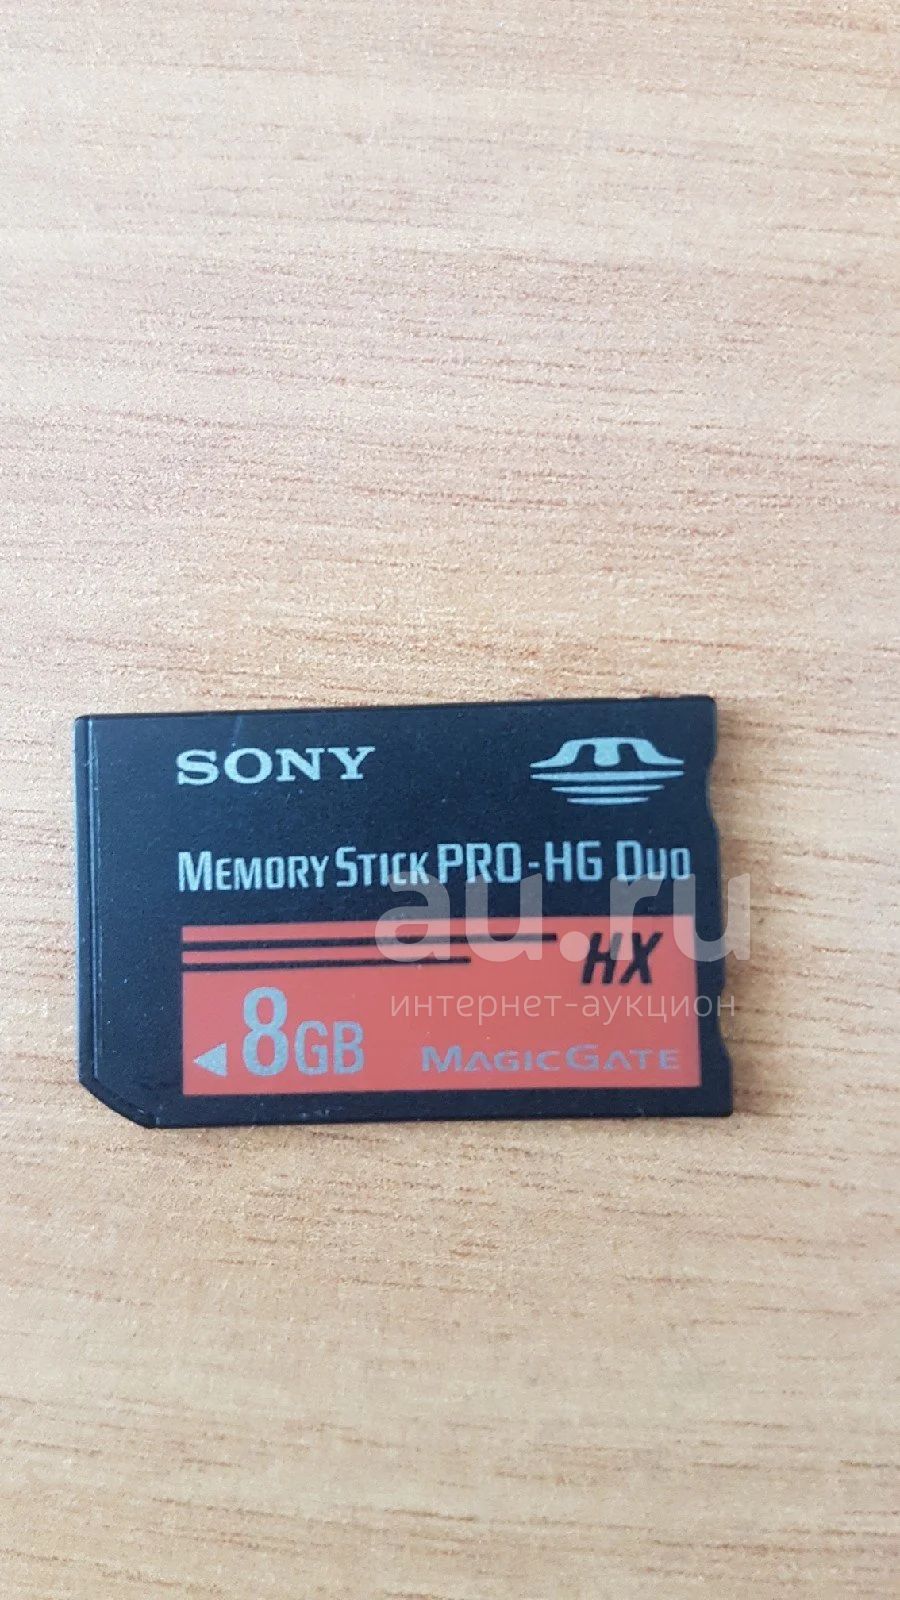 SONY
MEMORY STICK PRO-HG DUO
au.ru
HX
интернет-аукцион
8GB
MAGICGATE